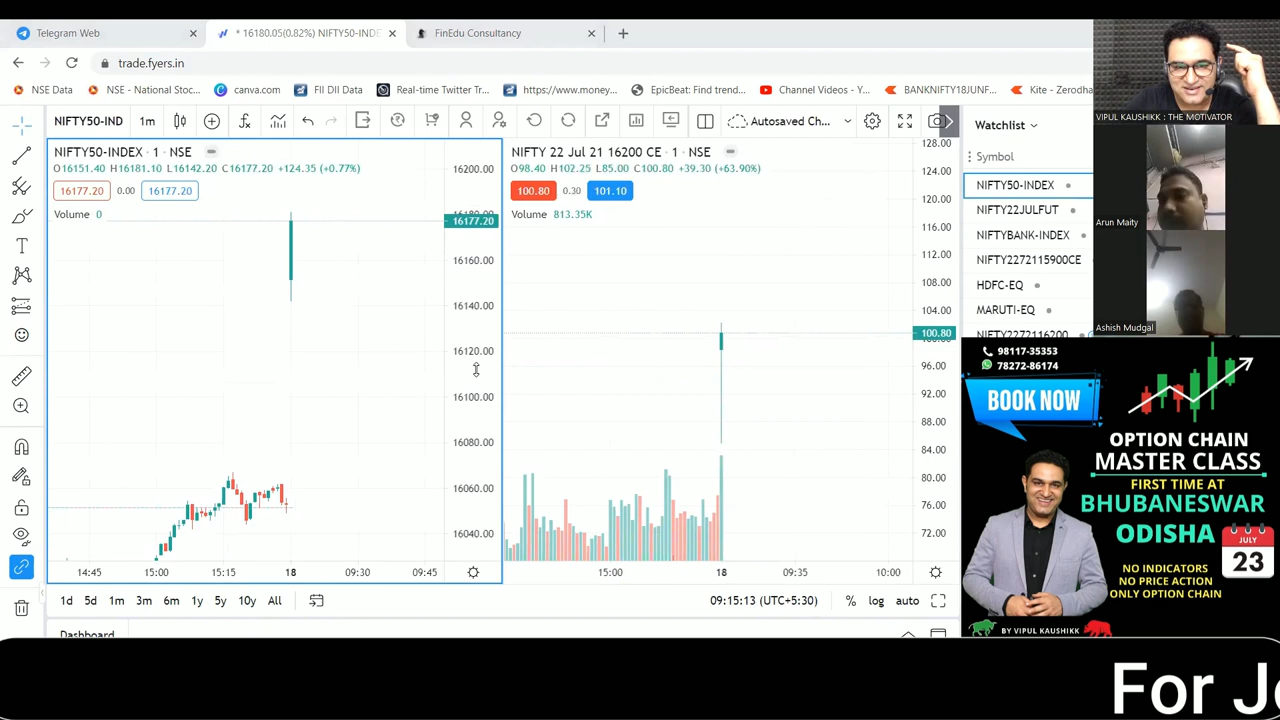 Telegram Web
* 16180.05(0.82%) NIFTY50-INDE
FinEdu Consultancy
trade.fyers.in
NSE Data
NSE - National Stoc...
canva.com
FII DII Data
https://www.money...
EpicBeat: Find trend...
Channel Videos - Y...
BANKNIFTY18JUNF...
Kite - Zerodha
NIFTY50-IND
1m
Autosaved Ch...
Watchlist
Symbol
NIFTY50-INDEX
NIFTY22JULFUT
NIFTYBANK-INDEX
NIFTY2272115900CE
HDFC-EQ
MARUTI-EQ
NIFTY2272116200
NIFTY50-INDEX · 1 · NSE
O16151.40 H16181.10 L16142.20 C16177.20 +124.35 (+0.77%)
16177.20 0.00 16177.20
Volume 0
16200.00
16177.20
16160.00
16140.00
16120.00
16100.00
16080.00
16040.00
14:45 15:00 15:15 18 09:30 09:45
NIFTY 22 Jul 21 16200 CE · 1 · NSE
O98.40 H102.25 L85.00 C100.80 +39.30 (+63.90%)
100.80 0.30 101.10
Volume 813.35K
128.00
124.00
120.00
116.00
112.00
108.00
104.00
100.80
96.00
92.00
88.00
84.00
80.00
76.00
72.00
15:00 18 09:35 10:00
1d 5d 1m 3m 6m 1y 5y 10y All
09:15:13 (UTC+5:30)
% log auto
Dashboard
VIPUL KAUSHIKK : THE MOTIVATOR
Arun Maity
Ashish Mudgal
98117-35353
78272-86174
BOOK NOW
OPTION CHAIN
MASTER CLASS
FIRST TIME AT
BHUBANESWAR
ODISHA
JULY
23
NO INDICATORS
NO PRICE ACTION
ONLY OPTION CHAIN
BY VIPUL KAUSHIKK
For Jo